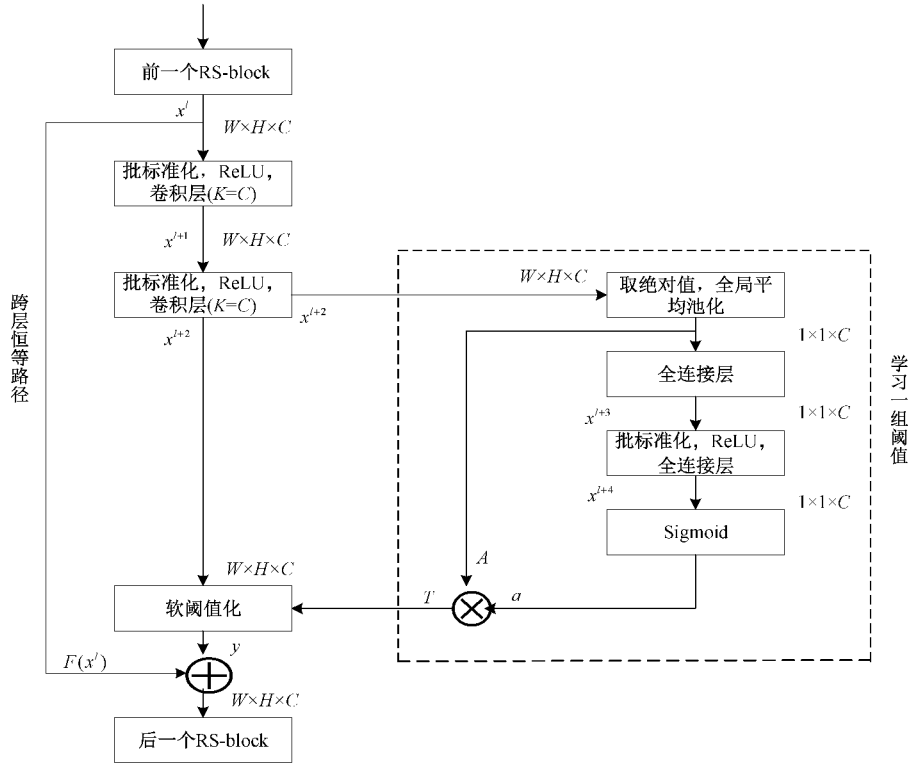 前一个RS-block
x^l
W×H×C
批标准化，ReLU，
卷积层(K=C)
x^{l+1}
W×H×C
批标准化，ReLU，
卷积层(K=C)
x^{l+2}
x^{l+2}
W×H×C
取绝对值，全局平
均池化
1×1×C
全连接层
1×1×C
x^{l+3}
批标准化，ReLU，
全连接层
x^{l+4}
1×1×C
Sigmoid
A
a
T
W×H×C
软阈值化
y
F(x^l)
W×H×C
后一个RS-block
跨层恒等路径
学习一组阈值